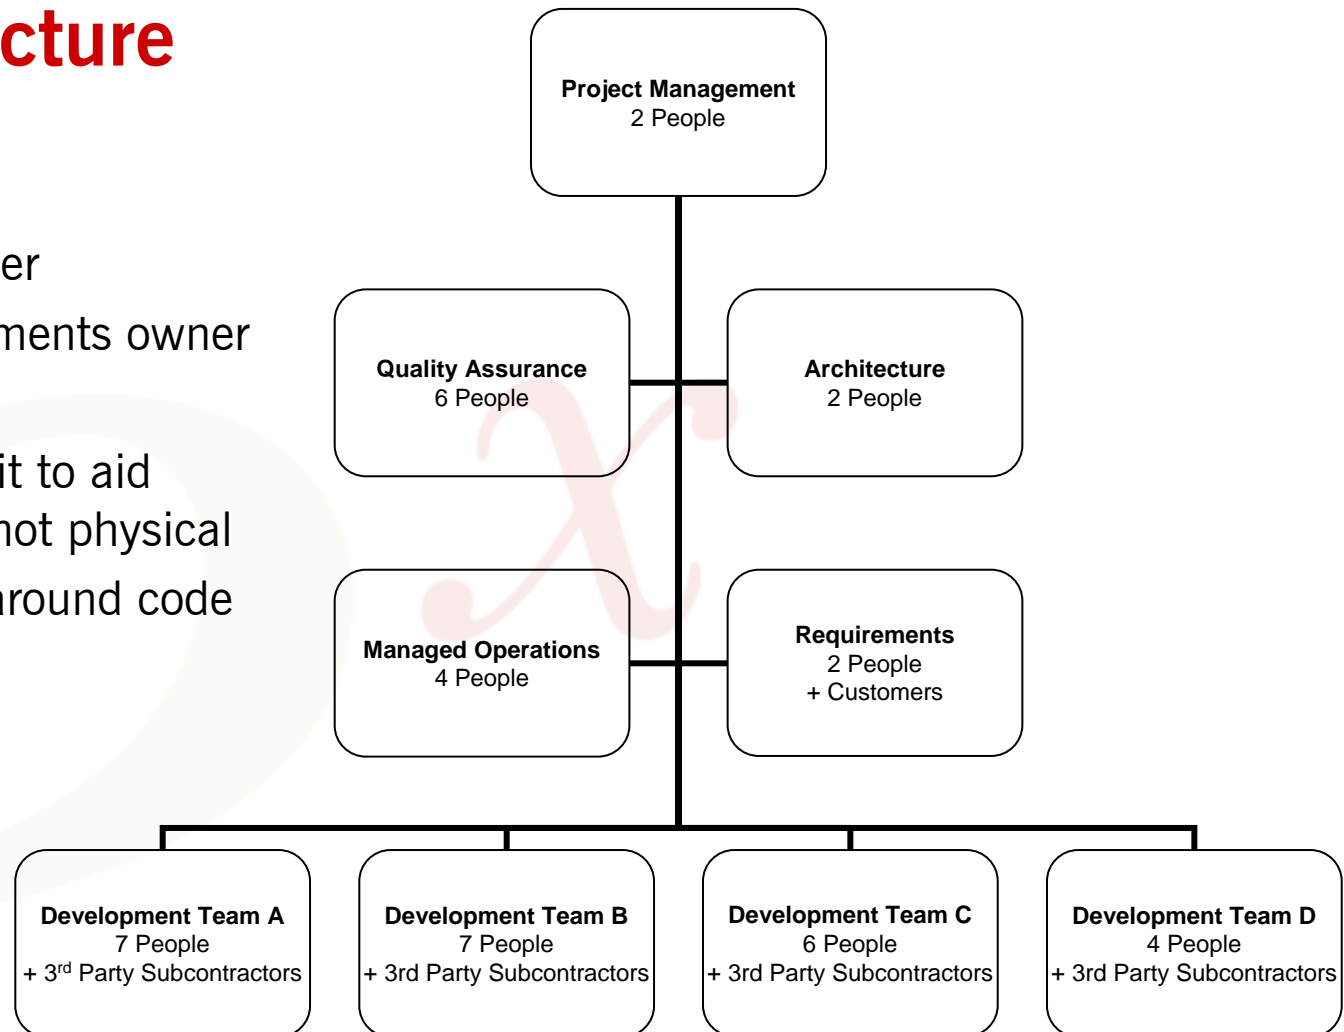 cture
er
ments owner
it to aid
not physical
around code
Project Management
2 People
Quality Assurance
6 People
Architecture
2 People
Managed Operations
4 People
Requirements
2 People
+ Customers
Development Team A
7 People
+ 3rd Party Subcontractors
Development Team B
7 People
+ 3rd Party Subcontractors
Development Team C
6 People
+ 3rd Party Subcontractors
Development Team D
4 People
+ 3rd Party Subcontractors